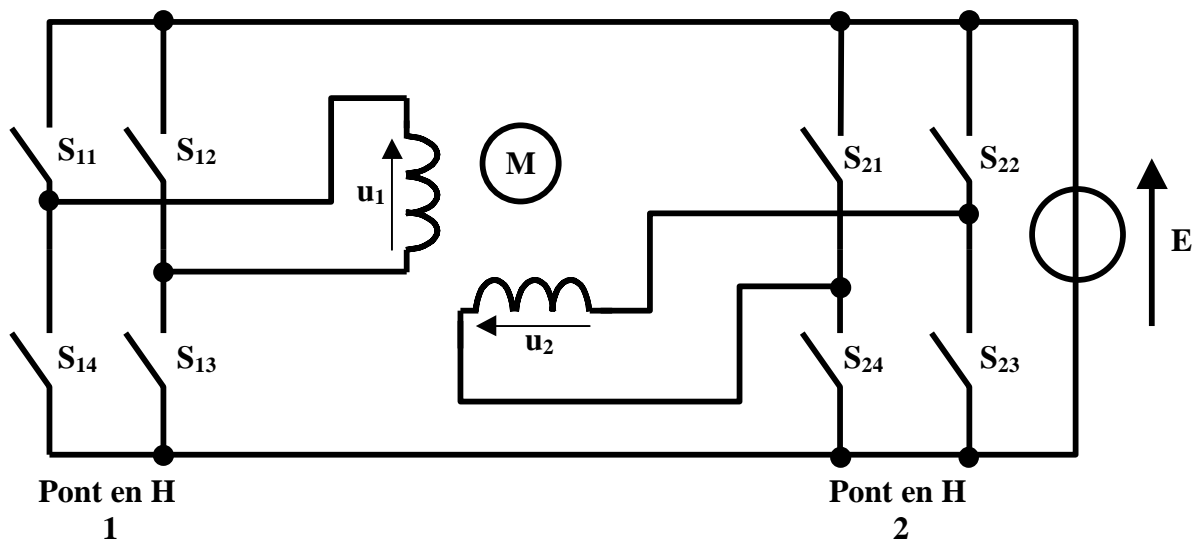 S₁₁
S₁₂
u₁
M
S₂₁
S₂₂
E
u₂
S₁₄
S₁₃
S₂₄
S₂₃
Pont en H
1
Pont en H
2